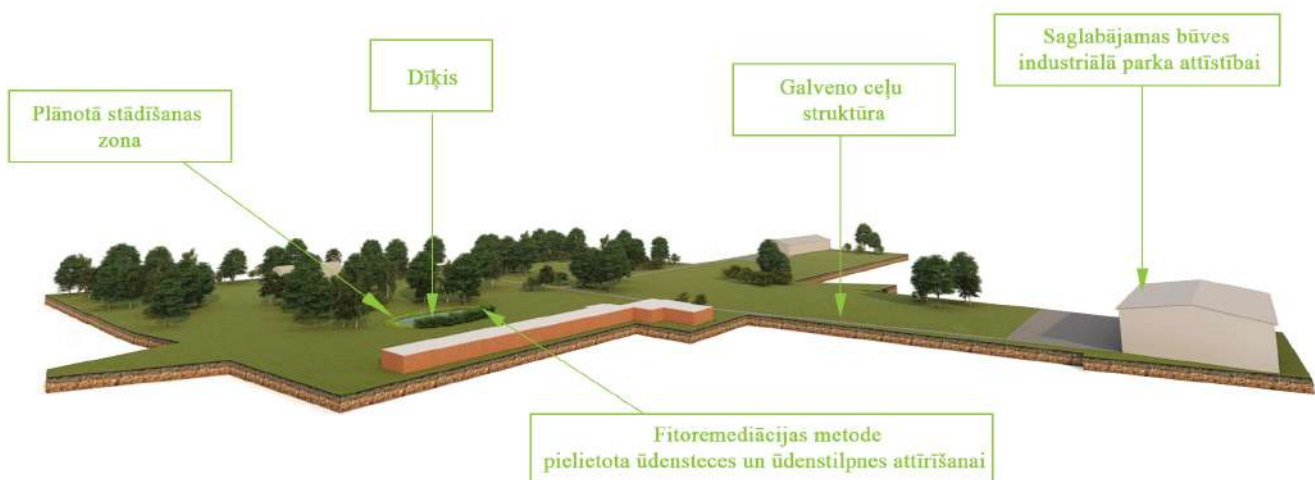 Plānotā stādīšanas
zona
Dīķis
Galveno ceļu
struktūra
Saglabājamas būves
industriālā parka attīstībai
Fitoremediācijas metode
pielietota ūdensteces un ūdenstilpnes attīrīšanai